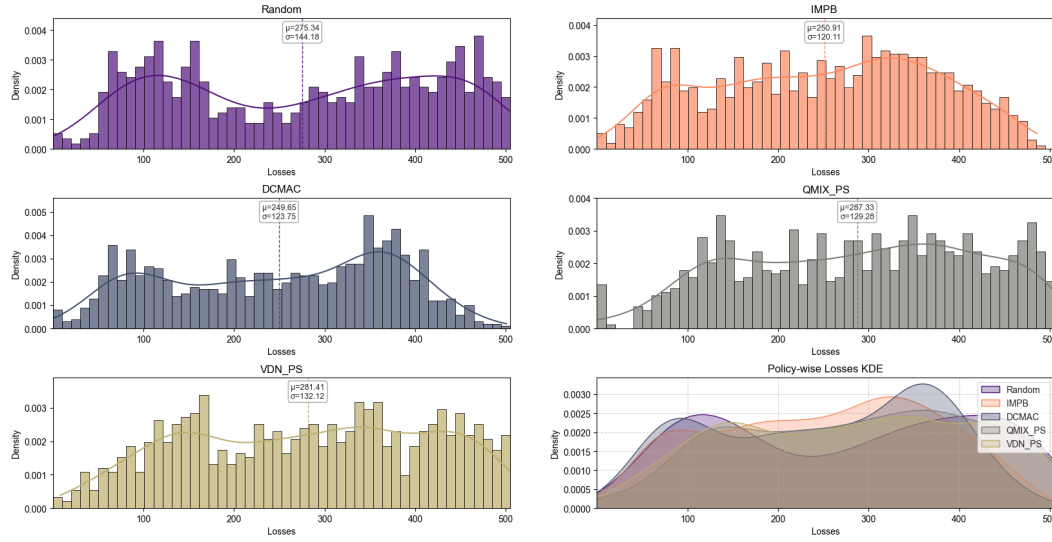 Random
0.004
0.003
0.002
0.001
0.000
Density
μ=275.34
σ=144.18
100
200
300
400
500
Losses
IMPB
0.004
0.003
0.002
0.001
0.000
Density
μ=250.91
σ=120.11
100
200
300
400
500
Losses
DCMAC
0.005
0.004
0.003
0.002
0.001
0.000
Density
μ=249.65
σ=123.75
100
200
300
400
500
Losses
QMIX_PS
0.004
0.003
0.002
0.001
0.000
Density
μ=287.33
σ=129.28
100
200
300
400
500
Losses
VDN_PS
0.003
0.002
0.001
0.000
Density
μ=281.41
σ=132.12
100
200
300
400
500
Losses
Policy-wise Losses KDE
0.0030
0.0025
0.0020
0.0015
0.0010
0.0005
0.0000
Density
Random
IMPB
DCMAC
QMIX_PS
VDN_PS
100
200
300
400
500
Losses